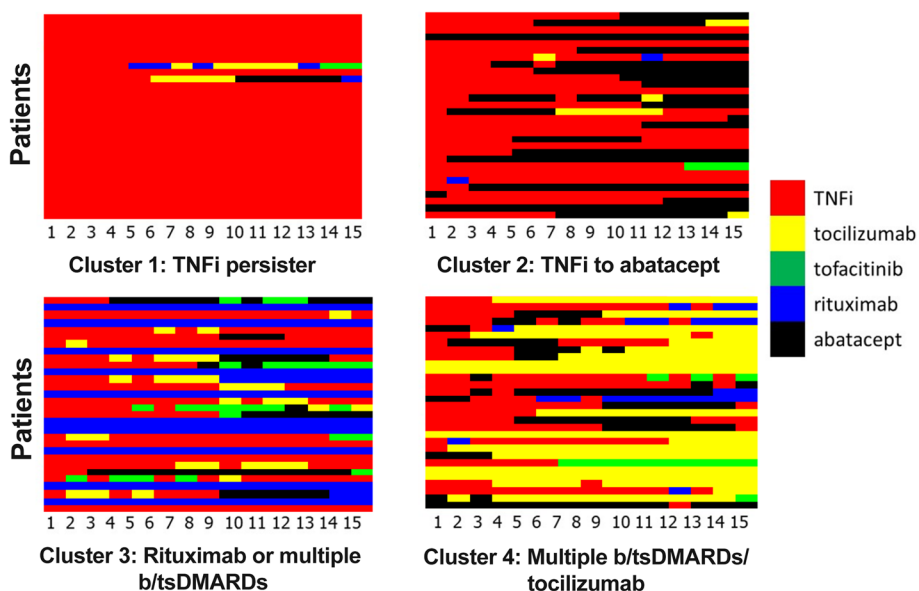 Patients
1 2 3 4 5 6 7 8 9 10 11 12 13 14 15
Cluster 1: TNFi persister
1 2 3 4 5 6 7 8 9 10 11 12 13 14 15
Cluster 2: TNFi to abatacept
TNFi
tocilizumab
tofacitinib
rituximab
abatacept
Patients
1 2 3 4 5 6 7 8 9 10 11 12 13 14 15
Cluster 3: Rituximab or multiple
b/tsDMARDs
1 2 3 4 5 6 7 8 9 10 11 12 13 14 15
Cluster 4: Multiple b/tsDMARDs/
tocilizumab